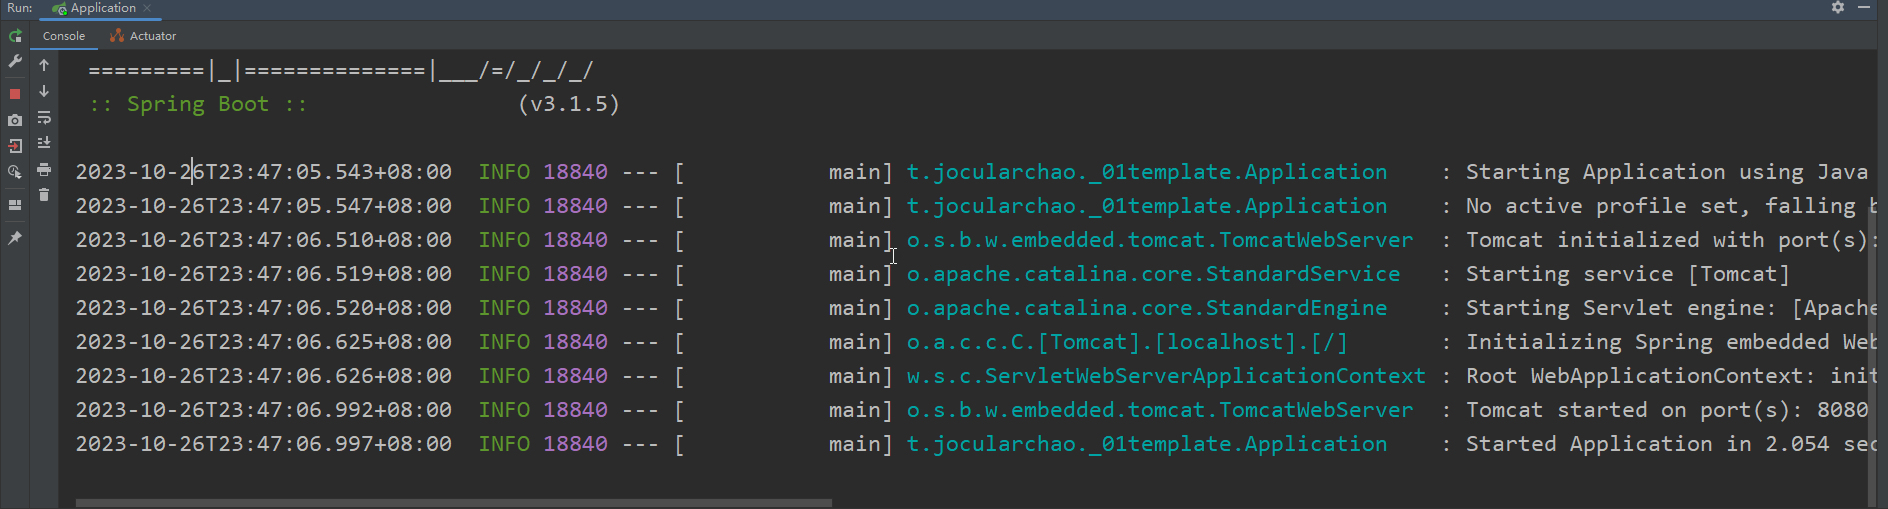 Run: Application
Console Actuator
=========|_|==============|___/=/_/_/_/
:: Spring Boot :: (v3.1.5)
2023-10-26T23:47:05.543+08:00 INFO 18840 --- [ main] t.jocularchao._01template.Application : Starting Application using Java
2023-10-26T23:47:05.547+08:00 INFO 18840 --- [ main] t.jocularchao._01template.Application : No active profile set, falling b
2023-10-26T23:47:06.510+08:00 INFO 18840 --- [ main] o.s.b.w.embedded.tomcat.TomcatWebServer : Tomcat initialized with port(s):
2023-10-26T23:47:06.519+08:00 INFO 18840 --- [ main] o.apache.catalina.core.StandardService : Starting service [Tomcat]
2023-10-26T23:47:06.520+08:00 INFO 18840 --- [ main] o.apache.catalina.core.StandardEngine : Starting Servlet engine: [Apache
2023-10-26T23:47:06.625+08:00 INFO 18840 --- [ main] o.a.c.c.C.[Tomcat].[localhost].[/] : Initializing Spring embedded Web
2023-10-26T23:47:06.626+08:00 INFO 18840 --- [ main] w.s.c.ServletWebServerApplicationContext : Root WebApplicationContext: init
2023-10-26T23:47:06.992+08:00 INFO 18840 --- [ main] o.s.b.w.embedded.tomcat.TomcatWebServer : Tomcat started on port(s): 8080
2023-10-26T23:47:06.997+08:00 INFO 18840 --- [ main] t.jocularchao._01template.Application : Started Application in 2.054 sec